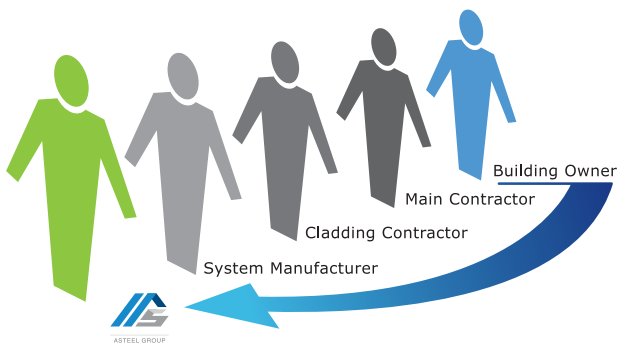 Building Owner
Main Contractor
Cladding Contractor
System Manufacturer
ASTEEL GROUP